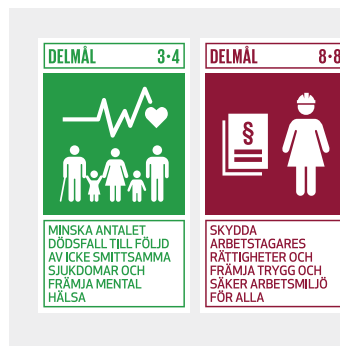 DELMÅL 3·4
MINSKA ANTALET
DÖDSFALL TILL FÖLJD
AV ICKE SMITTSAMMA
SJUKDOMAR OCH
FRÄMJA MENTAL
HÄLSA
DELMÅL 8·8
§
SKYDDA
ARBETSTAGARES
RÄTTIGHETER OCH
FRÄMJA TRYGG OCH
SÄKER ARBETSMILJÖ
FÖR ALLA